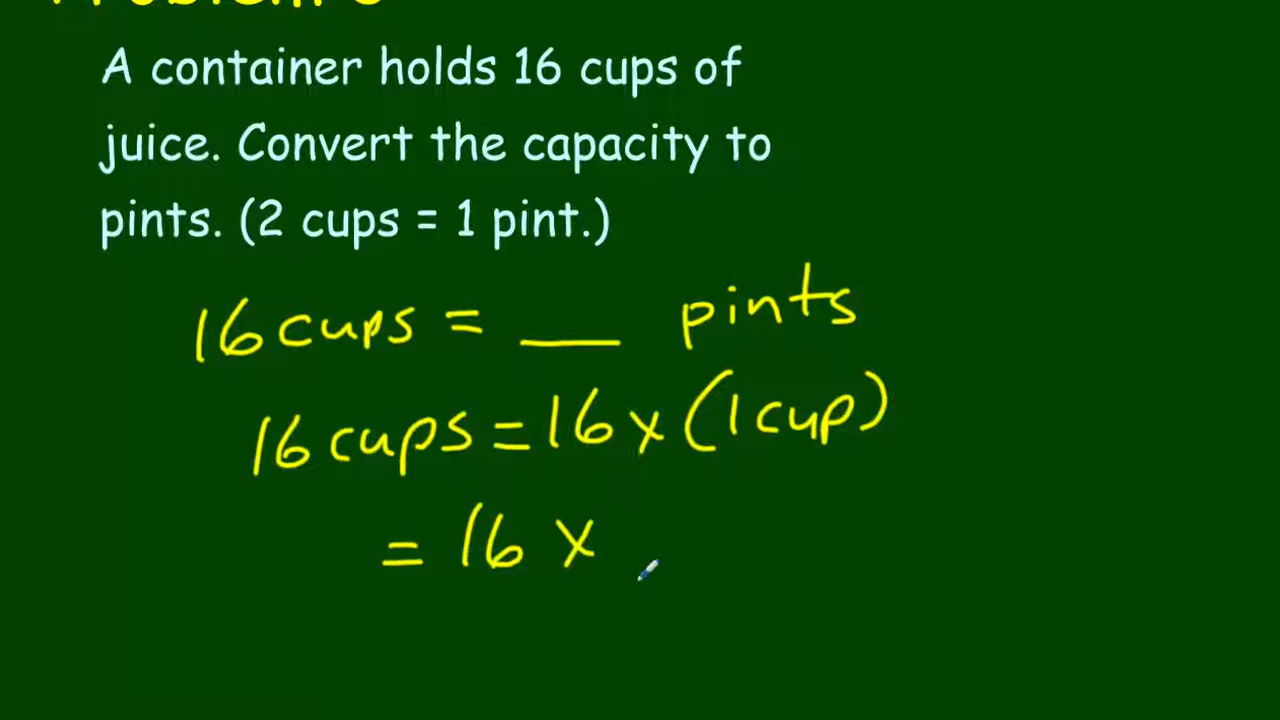 A container holds 16 cups of
juice. Convert the capacity to
pints. (2 cups = 1 pint.)
16 cups = __ pints
16 cups = 16 x (1 cup)
= 16 x